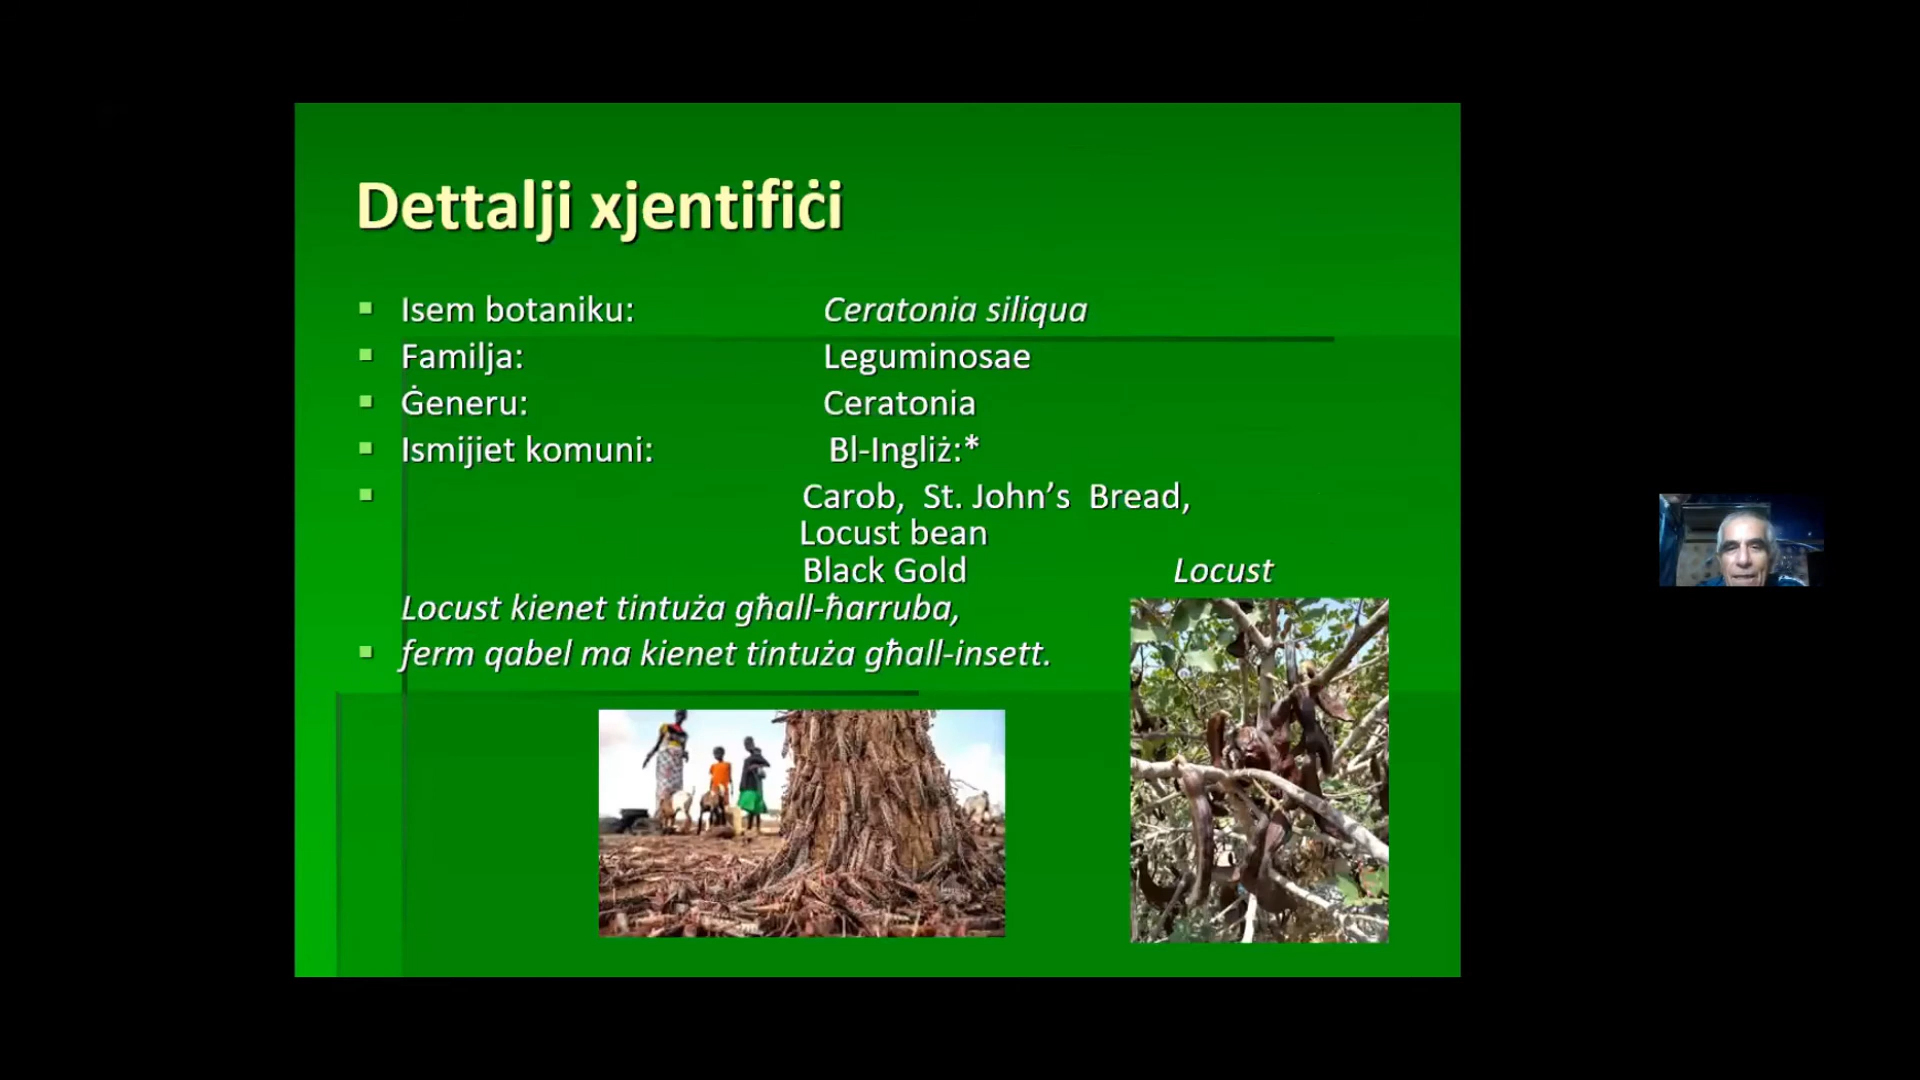 Dettalji xjentifiċi
Isem botaniku: Ceratonia siliqua
Familja: Leguminosae
Ġeneru: Ceratonia
Ismijiet komuni: Bl-Ingliż:*
Carob, St. John’s Bread,
Locust bean
Black Gold Locust
Locust kienet tintuża għall-ħarruba,
ferm qabel ma kienet tintuża għall-insett.